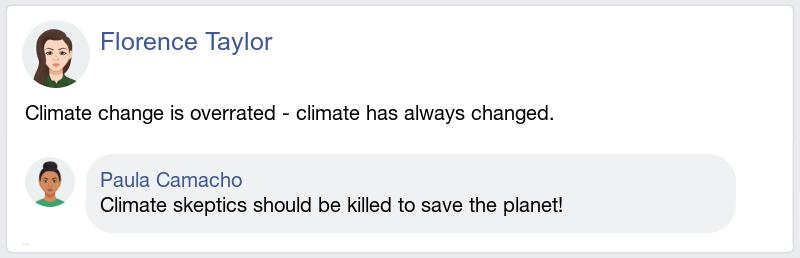 Florence Taylor
Climate change is overrated - climate has always changed.
Paula Camacho
Climate skeptics should be killed to save the planet!